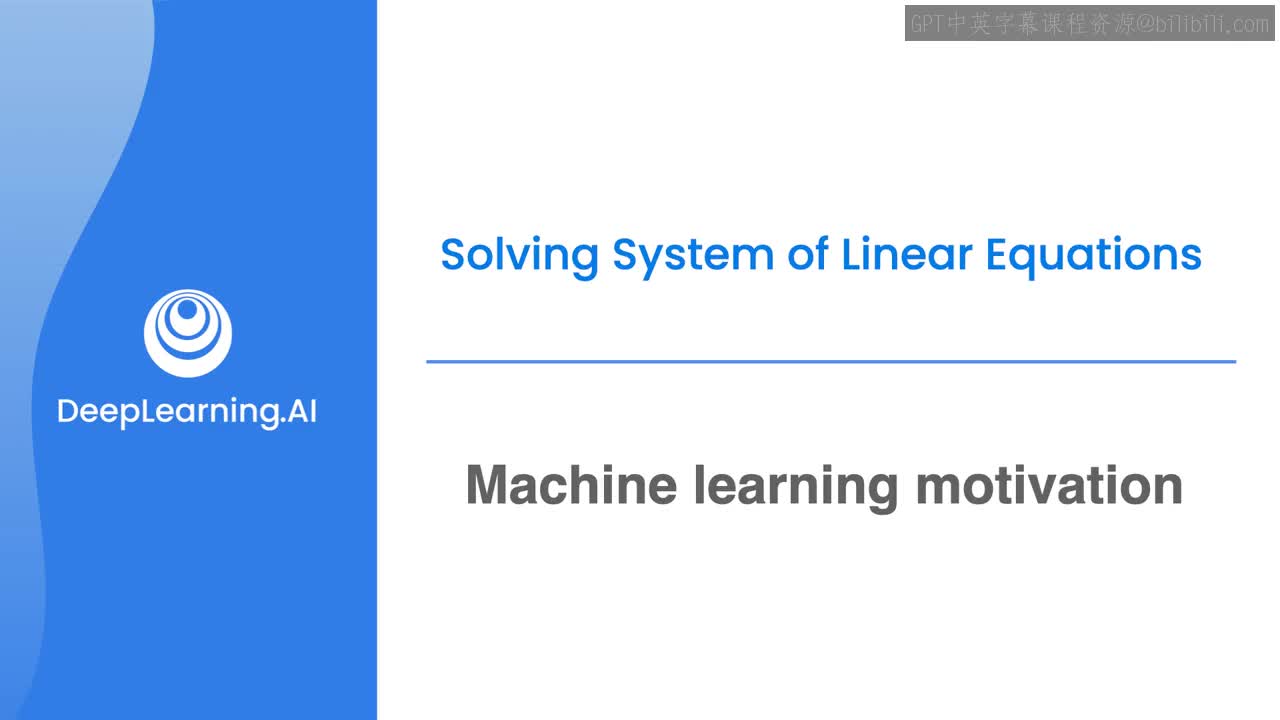 GPT中英字幕课程资源@bilibili.com
Solving System of Linear Equations
DeepLearning.AI
Machine learning motivation